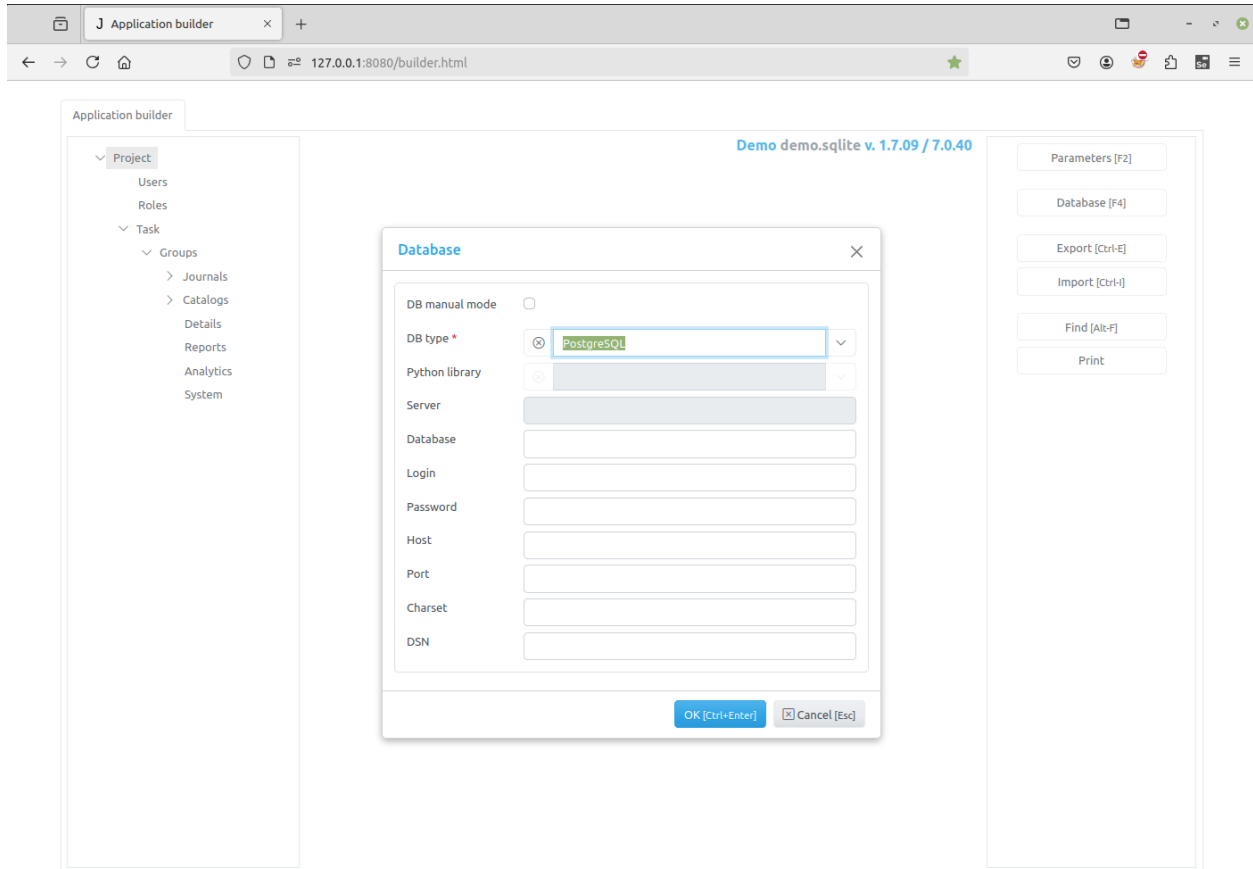 J Application builder
127.0.0.1:8080/builder.html
Se
Application builder
Project
Users
Roles
Task
Groups
Journals
Catalogs
Details
Reports
Analytics
System
Demo demo.sqlite v. 1.7.09 / 7.0.40
Parameters [F2]
Database [F4]
Export [Ctrl-E]
Import [Ctrl-I]
Find [Alt-F]
Print
Database
DB manual mode
DB type * PostgreSQL
Python library
Server
Database
Login
Password
Host
Port
Charset
DSN
OK [Ctrl+Enter] Cancel [Esc]